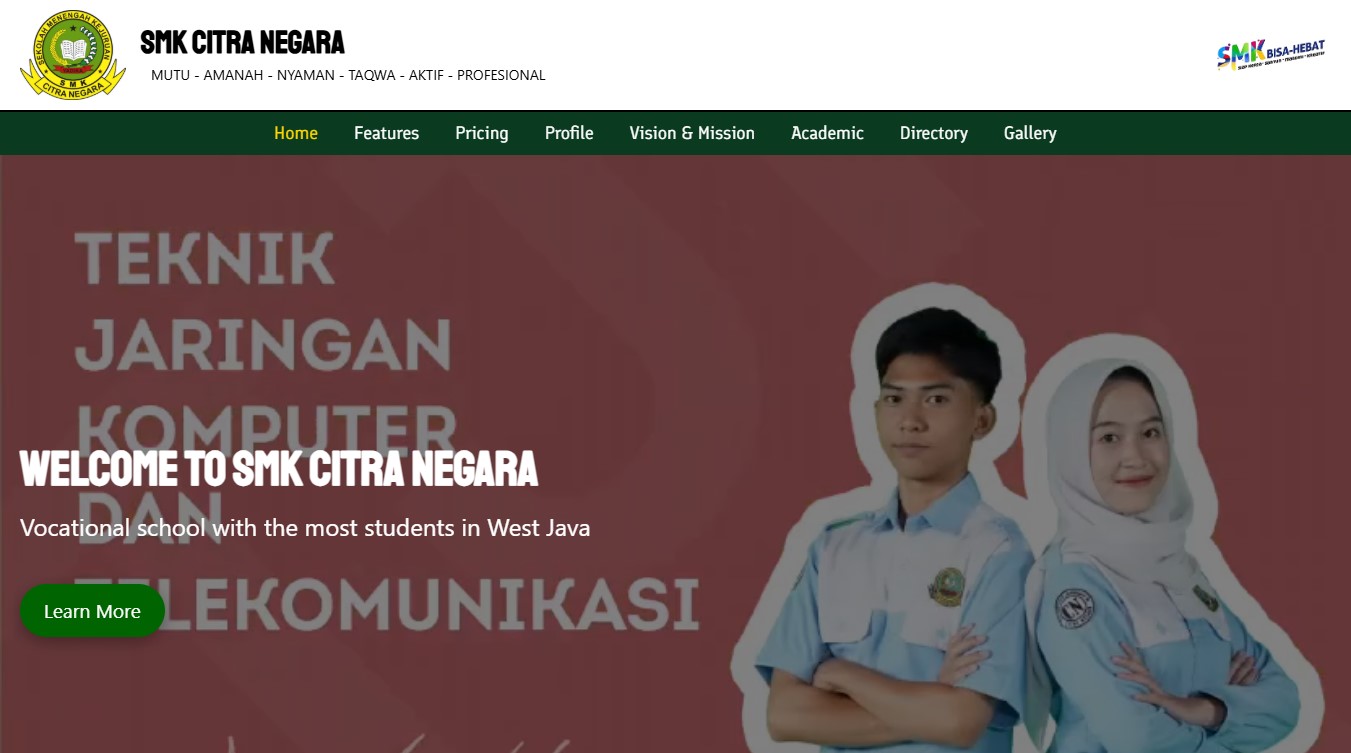 SEKOLAH MENENGAH KEJURUAN
SMK
CITRA NEGARA
SMK CITRA NEGARA
MUTU - AMANAH - NYAMAN - TAQWA - AKTIF - PROFESIONAL
SMK BISA-HEBAT
Home Features Pricing Profile Vision & Mission Academic Directory Gallery
TEKNIK
JARINGAN
KOMPUTER
WELCOME TO SMK CITRA NEGARA
DAN
Vocational school with the most students in West Java
TELEKOMUNIKASI
Learn More